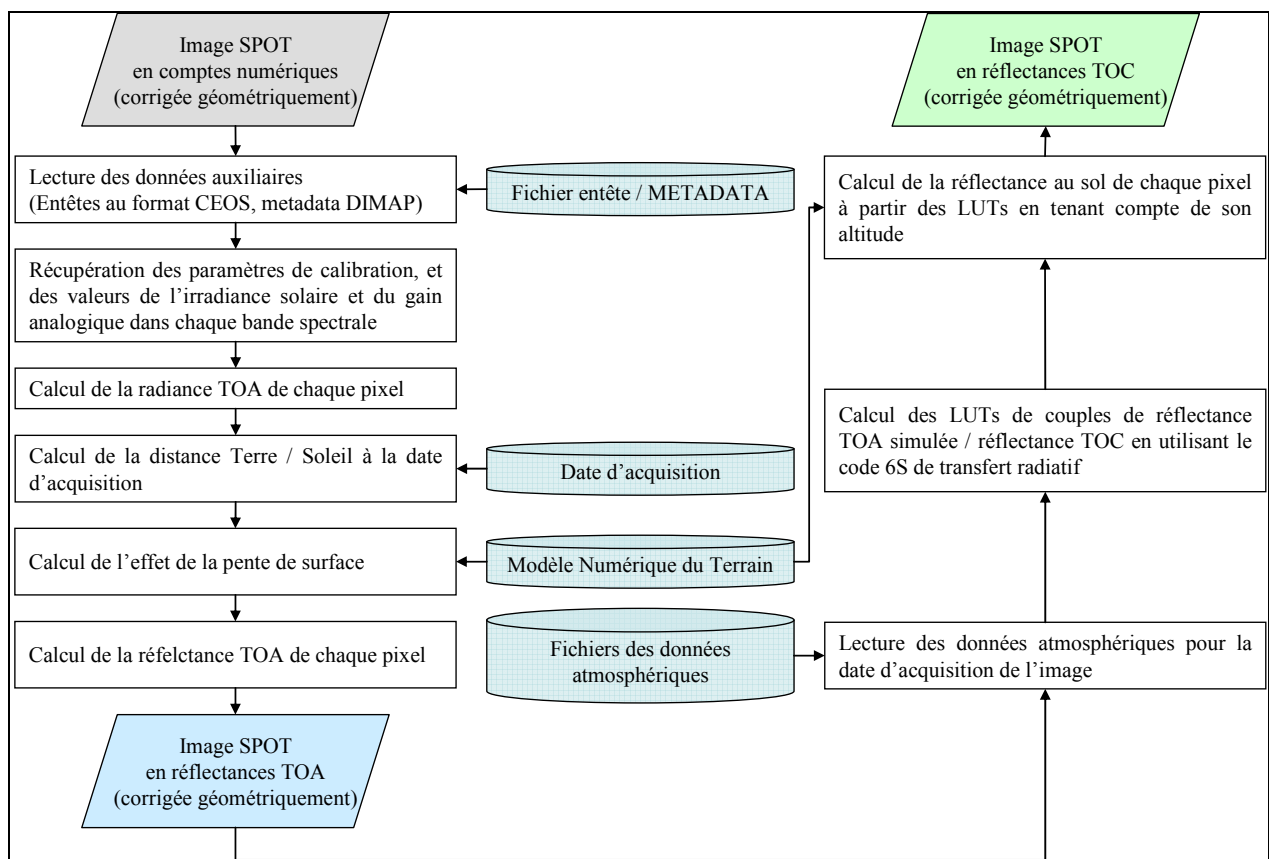 Image SPOT
en comptes numériques
(corrigée géométriquement)
Lecture des données auxiliaires
(Entêtes au format CEOS, metadata DIMAP)
Récupération des paramètres de calibration, et
des valeurs de l'irradiance solaire et du gain
analogique dans chaque bande spectrale
Calcul de la radiance TOA de chaque pixel
Calcul de la distance Terre / Soleil à la date
d'acquisition
Calcul de l'effet de la pente de surface
Calcul de la réfelctance TOA de chaque pixel
Image SPOT
en réflectances TOA
(corrigée géométriquement)
Fichier entête / METADATA
Date d'acquisition
Modèle Numérique du Terrain
Fichiers des données
atmosphériques
Image SPOT
en réflectances TOC
(corrigée géométriquement)
Calcul de la réflectance au sol de chaque pixel
à partir des LUTs en tenant compte de son
altitude
Calcul des LUTs de couples de réflectance
TOA simulée / réflectance TOC en utilisant le
code 6S de transfert radiatif
Lecture des données atmosphériques pour la
date d'acquisition de l'image